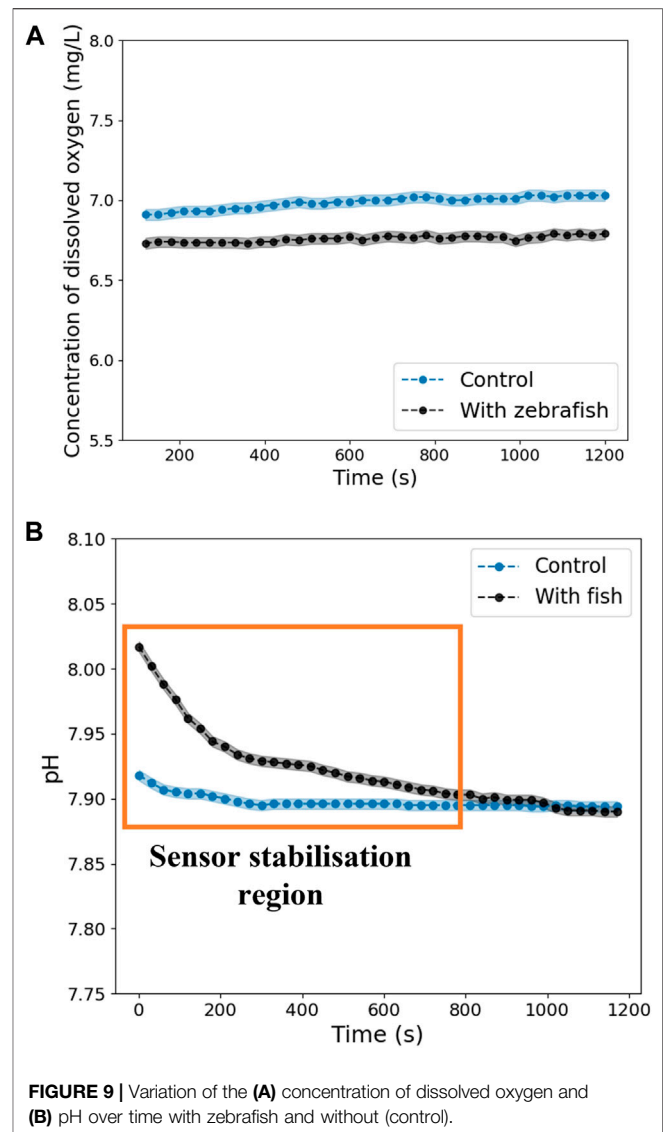 A
Concentration of dissolved oxygen (mg/L)
8.0
7.5
7.0
6.5
6.0
5.5
Control
With zebrafish
200 400 600 800 1000 1200
Time (s)
B
pH
8.10
8.05
8.00
7.95
7.90
7.85
7.80
7.75
Control
With fish
Sensor stabilisation
region
0 200 400 600 800 1000 1200
Time (s)
FIGURE 9 | Variation of the (A) concentration of dissolved oxygen and
(B) pH over time with zebrafish and without (control).